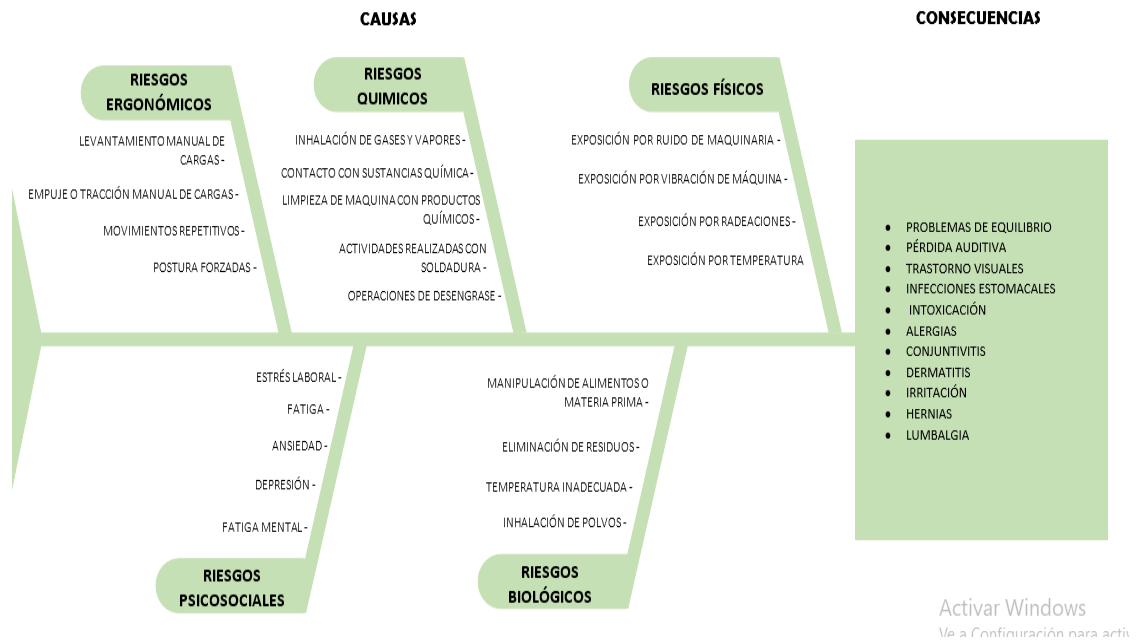 CAUSAS
CONSECUENCIAS
RIESGOS
ERGONÓMICOS
LEVANTAMIENTO MANUAL DE
CARGAS -
EMPUJE O TRACCIÓN MANUAL DE CARGAS -
MOVIMIENTOS REPETITIVOS -
POSTURA FORZADAS -
RIESGOS
QUIMICOS
INHALACIÓN DE GASES Y VAPORES -
CONTACTO CON SUSTANCIAS QUÍMICA -
LIMPIEZA DE MAQUINA CON PRODUCTOS
QUÍMICOS -
ACTIVIDADES REALIZADAS CON
SOLDADURA -
OPERACIONES DE DESENGRASE -
RIESGOS FÍSICOS
EXPOSICIÓN POR RUIDO DE MAQUINARIA -
EXPOSICIÓN POR VIBRACIÓN DE MÁQUINA -
EXPOSICIÓN POR RADEACIONES -
EXPOSICIÓN POR TEMPERATURA
ESTRÉS LABORAL -
FATIGA -
ANSIEDAD -
DEPRESIÓN -
FATIGA MENTAL -
RIESGOS
PSICOSOCIALES
MANIPULACIÓN DE ALIMENTOS O
MATERIA PRIMA -
ELIMINACIÓN DE RESIDUOS -
TEMPERATURA INADECUADA -
INHALACIÓN DE POLVOS -
RIESGOS
BIOLÓGICOS
• PROBLEMAS DE EQUILIBRIO
• PÉRDIDA AUDITIVA
• TRASTORNO VISUALES
• INFECCIONES ESTOMACALES
• INTOXICACIÓN
• ALERGIAS
• CONJUNTIVITIS
• DERMATITIS
• IRRITACIÓN
• HERNIAS
• LUMBALGIA
Activar Windows
Ve a Configuración para activ